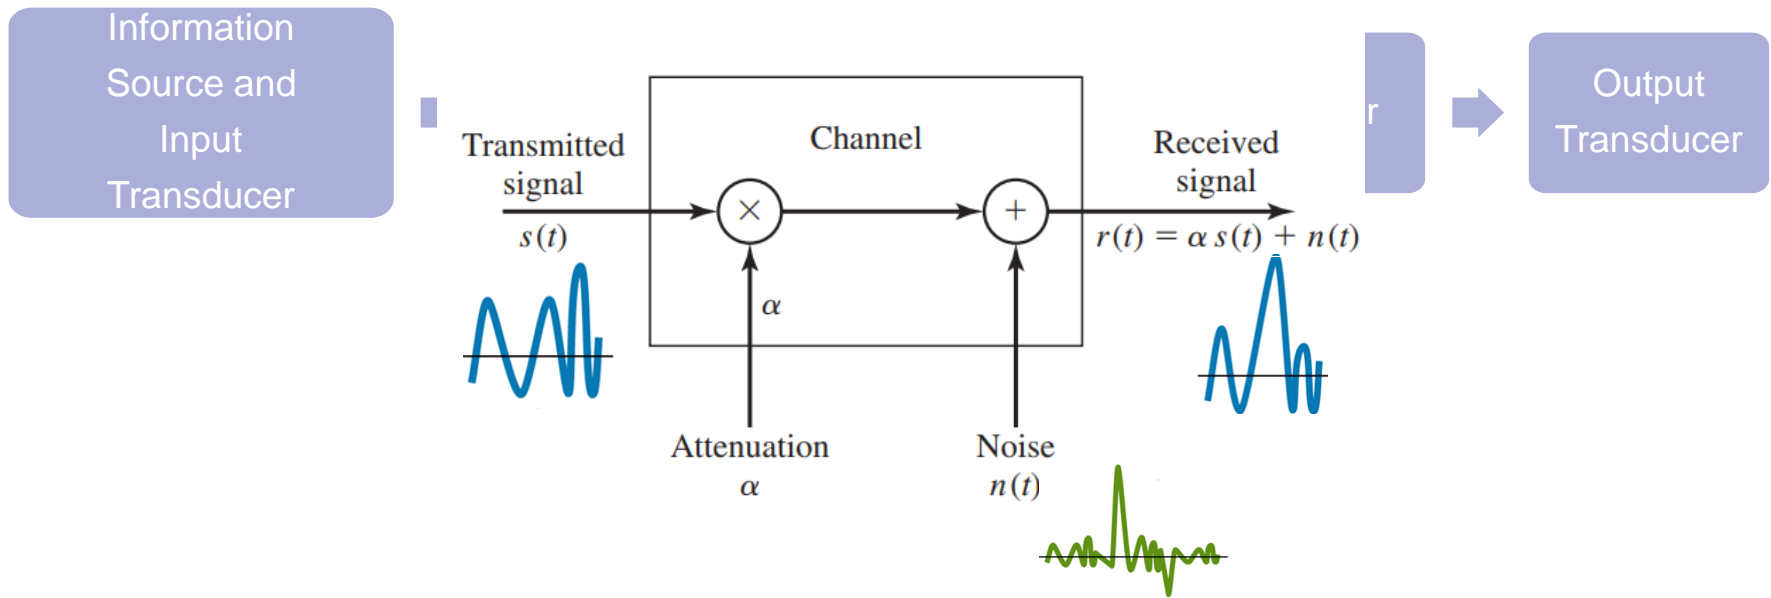 Information
Source and
Input
Transducer
Transmitted
signal
s(t)
Channel
×
+
α
Attenuation
α
Noise
n(t)
Received
signal
r(t) = α s(t) + n(t)
r
Output
Transducer